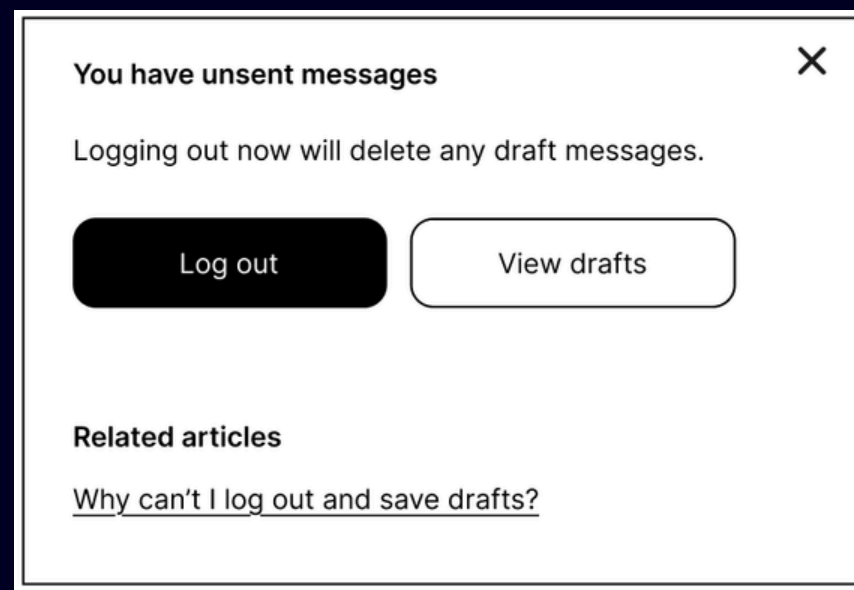 You have unsent messages
Logging out now will delete any draft messages.
Log out
View drafts
Related articles
Why can’t I log out and save drafts?